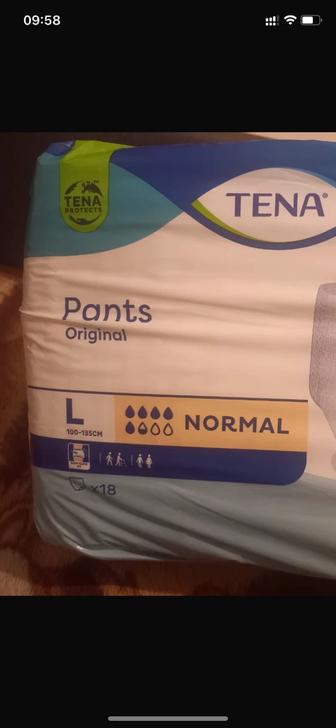 09:58
TENA
PROTECTS
TENA®
Pants
Original
L
100-135CM
NORMAL
x18